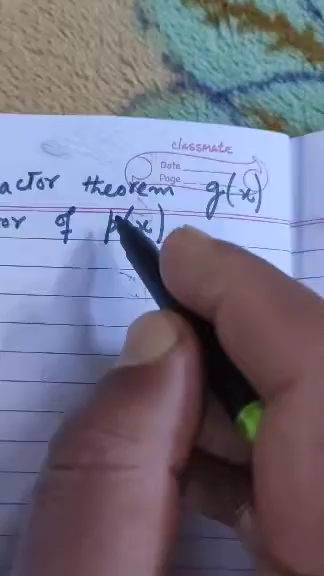 classmate
Date
Page
actor theorem g(x)
or of p(x)